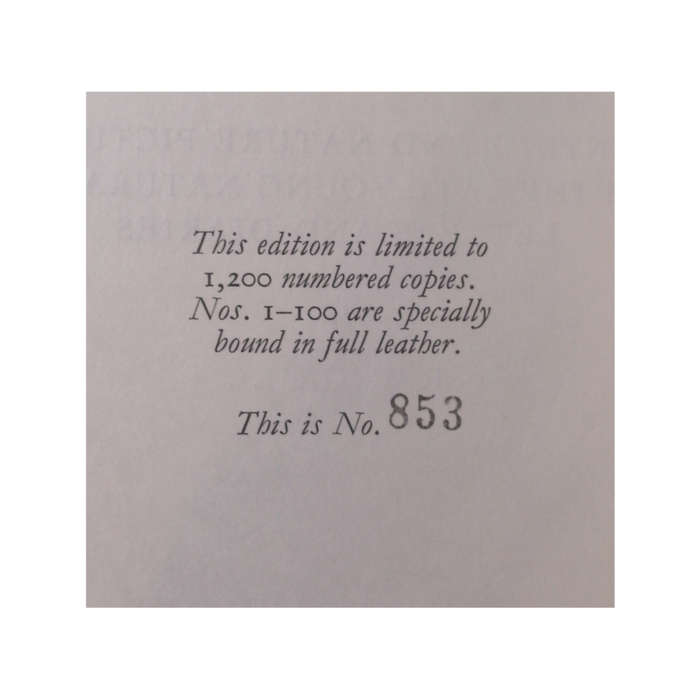 This edition is limited to
1,200 numbered copies.
Nos. 1–100 are specially
bound in full leather.
This is No. 853